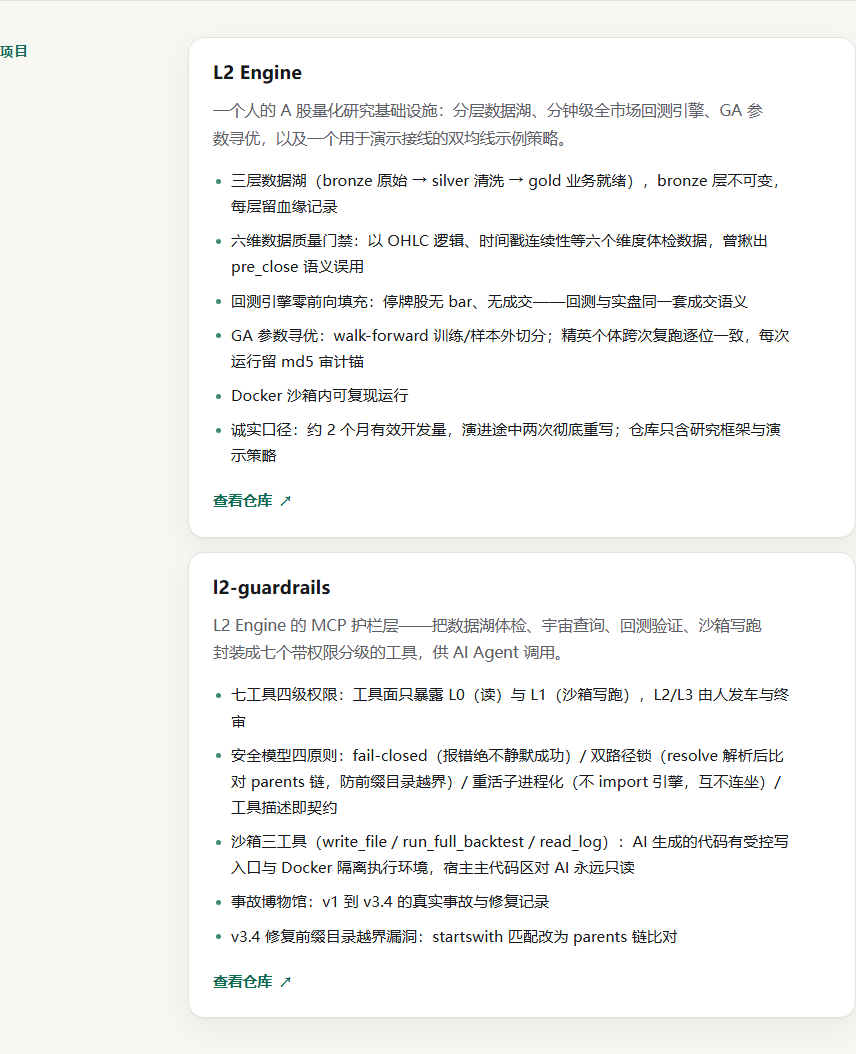 项目
L2 Engine
一个人的 A 股量化研究基础设施：分层数据湖、分钟级全市场回测引擎、GA 参
数寻优，以及一个用于演示接线的双均线示例策略。
三层数据湖（bronze 原始 → silver 清洗 → gold 业务就绪），bronze 层不可变，
每层留血缘记录
六维数据质量门禁：以 OHLC 逻辑、时间戳连续性等六个维度体检数据，曾揪出
pre_close 语义误用
回测引擎零前向填充：停牌股无 bar、无成交——回测与实盘同一套成交语义
GA 参数寻优：walk-forward 训练/样本外切分；精英个体跨次复跑逐位一致，每次
运行留 md5 审计锚
Docker 沙箱内可复现运行
诚实口径：约 2 个月有效开发量，演进途中两次彻底重写；仓库只含研究框架与演
示策略
查看仓库 ↗
l2-guardrails
L2 Engine 的 MCP 护栏层——把数据湖体检、宇宙查询、回测验证、沙箱写跑
封装成七个带权限分级的工具，供 AI Agent 调用。
七工具四级权限：工具面只暴露 L0（读）与 L1（沙箱写跑），L2/L3 由人发车与终
审
安全模型四原则：fail-closed（报错绝不静默成功）/ 双路径锁（resolve 解析后比
对 parents 链，防前缀目录越界）/ 重活子进程化（不 import 引擎，互不连坐）/
工具描述即契约
沙箱三工具（write_file / run_full_backtest / read_log）：AI 生成的代码有受控写
入口与 Docker 隔离执行环境，宿主主代码区对 AI 永远只读
事故博物馆：v1 到 v3.4 的真实事故与修复记录
v3.4 修复前缀目录越界漏洞：startswith 匹配改为 parents 链比对
查看仓库 ↗